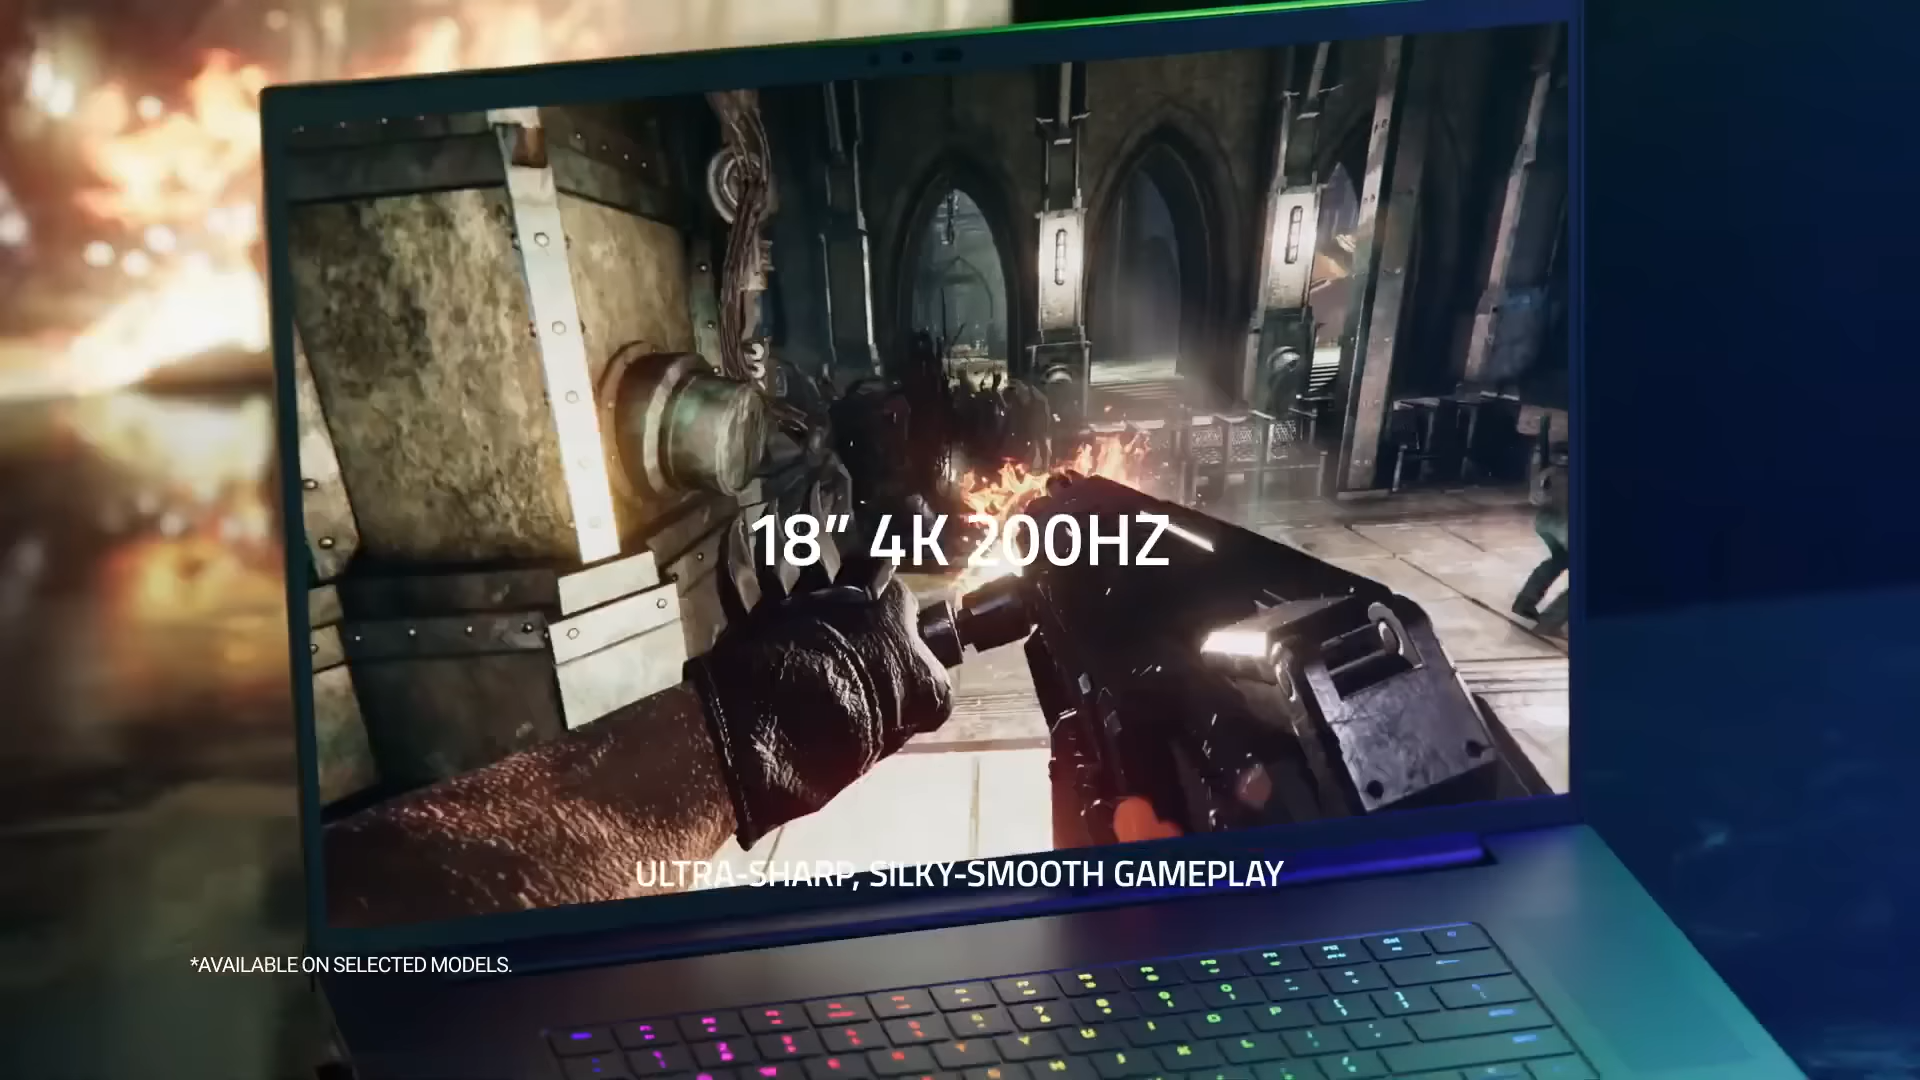 18″ 4K 200HZ
ULTRA-SHARP, SILKY-SMOOTH GAMEPLAY
*AVAILABLE ON SELECTED MODELS.